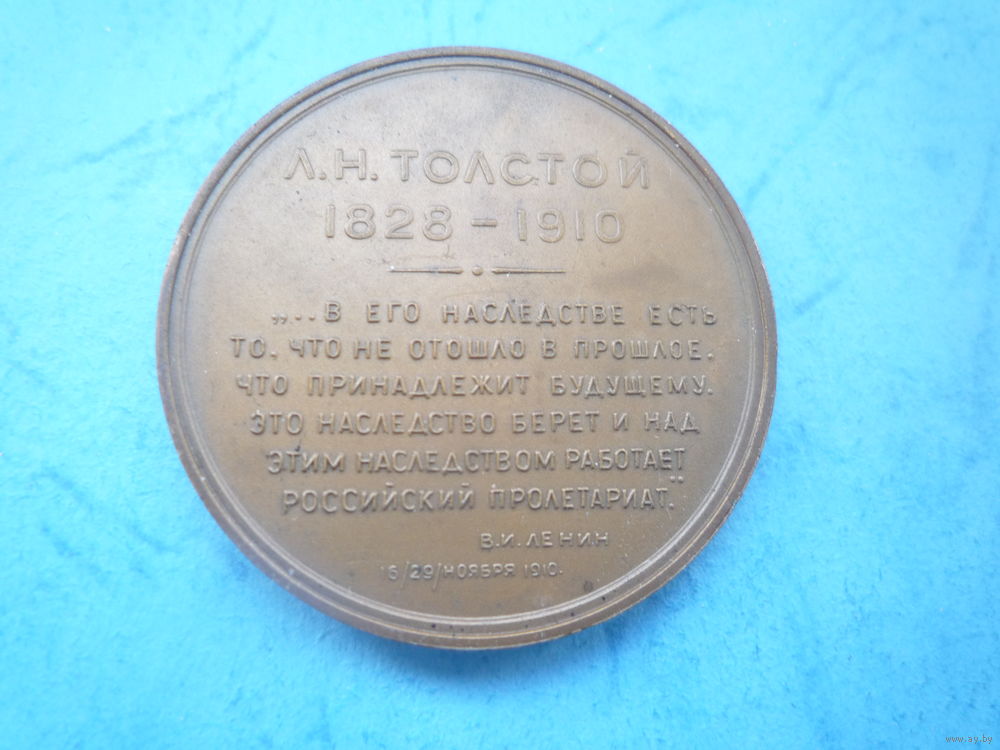 Л.Н. ТОЛСТОЙ
1828 - 1910
„... В ЕГО НАСЛЕДСТВЕ ЕСТЬ
ТО, ЧТО НЕ ОТОШЛО В ПРОШЛОЕ,
ЧТО ПРИНАДЛЕЖИТ БУДУЩЕМУ.
ЭТО НАСЛЕДСТВО БЕРЕТ И НАД
ЭТИМ НАСЛЕДСТВОМ РАБОТАЕТ
РОССИЙСКИЙ ПРОЛЕТАРИАТ."
В.И. ЛЕНИН
16/29/НОЯБРЯ 1910.
www.ay.by